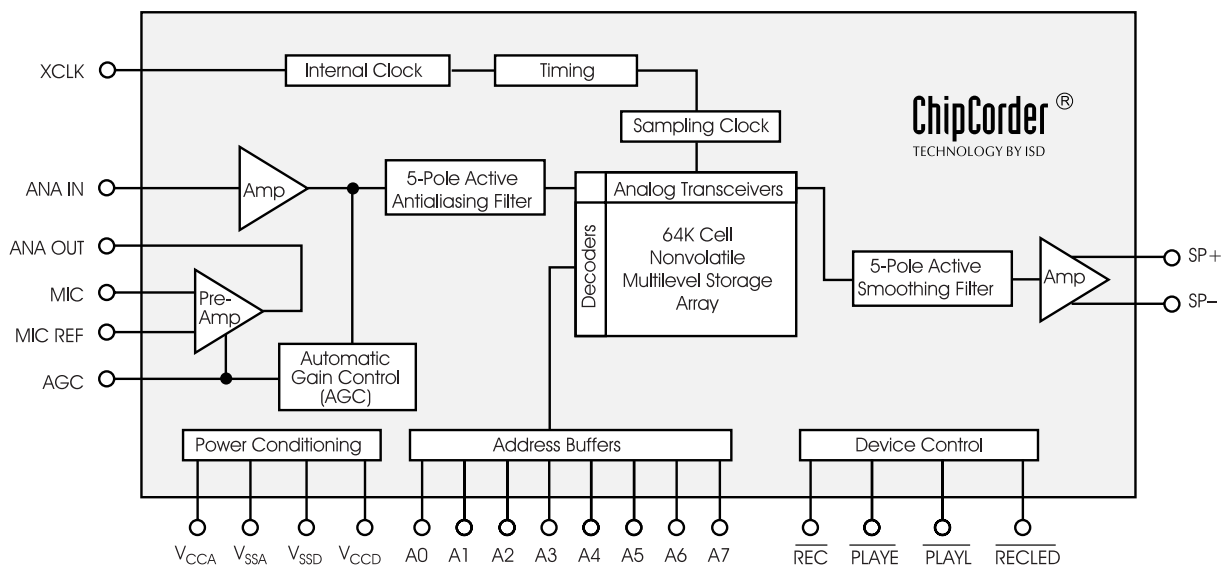 XCLK
Internal Clock
Timing
Sampling Clock
ChipCorder ®
TECHNOLOGY BY ISD
ANA IN
Amp
5-Pole Active
Antialiasing Filter
Analog Transceivers
Decoders
64K Cell
Nonvolatile
Multilevel Storage
Array
ANA OUT
MIC
MIC REF
AGC
Pre-
Amp
Automatic
Gain Control
(AGC)
5-Pole Active
Smoothing Filter
Amp
SP+
SP–
Power Conditioning
Address Buffers
Device Control
VCCA VSSA VSSD VCCD A0 A1 A2 A3 A4 A5 A6 A7 REC PLAYE PLAYL RECLED